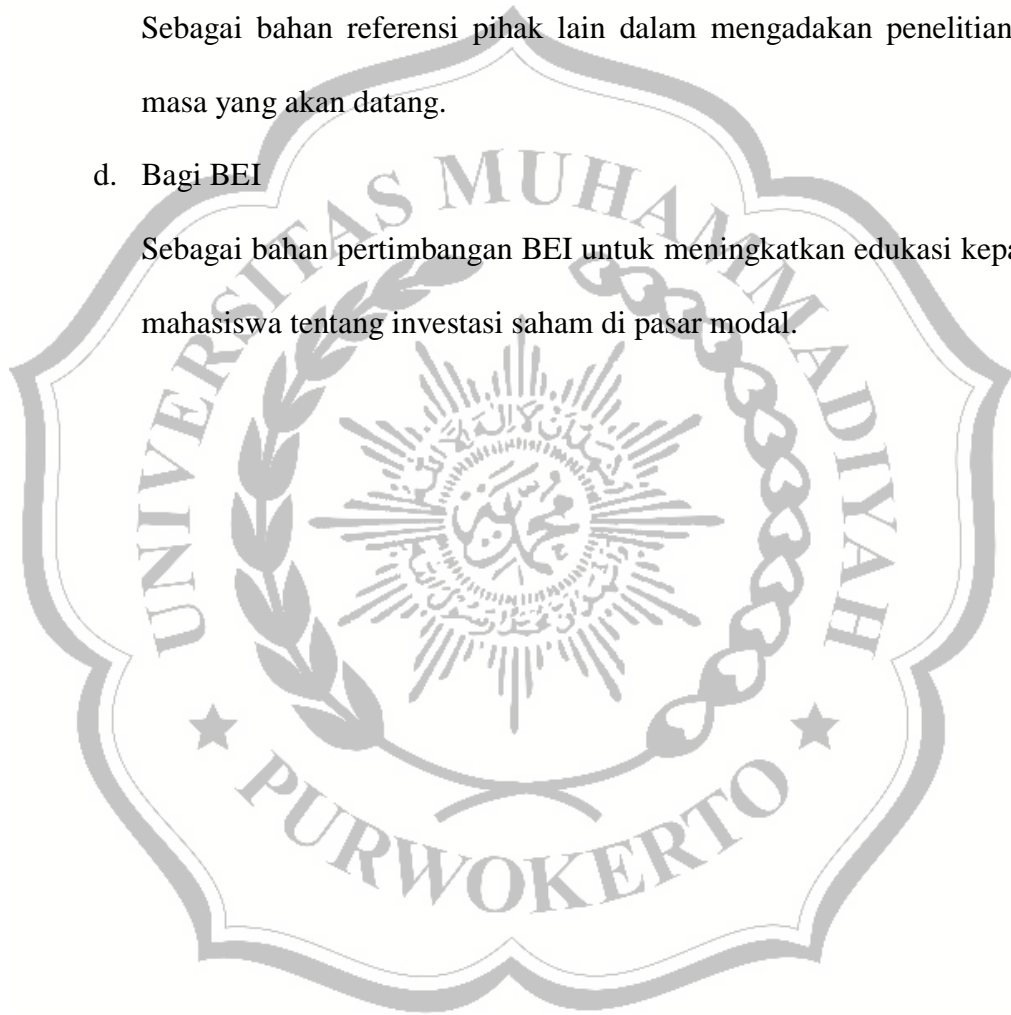 Sebagai bahan referensi pihak lain dalam mengadakan penelitian
masa yang akan datang.
d. Bagi BEI
Sebagai bahan pertimbangan BEI untuk meningkatkan edukasi kepa
mahasiswa tentang investasi saham di pasar modal.
UNIVERSITAS MUHAMMADIYAH
PURWOKERTO